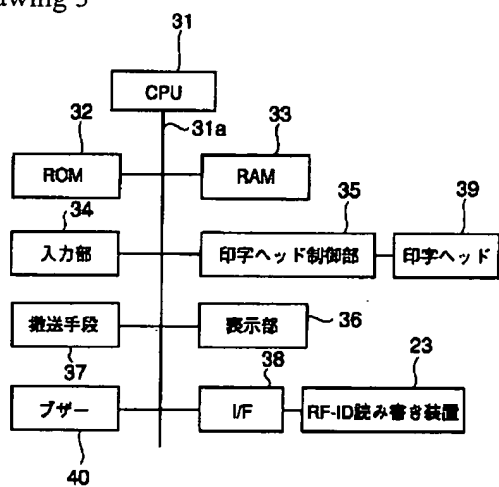 31
CPU
31a
32
33
ROM
RAM
34
35
39
入力部
印字ヘッド制御部
印字ヘッド
搬送手段
表示部
36
37
38
23
ブザー
I/F
RF-ID読み書き装置
40